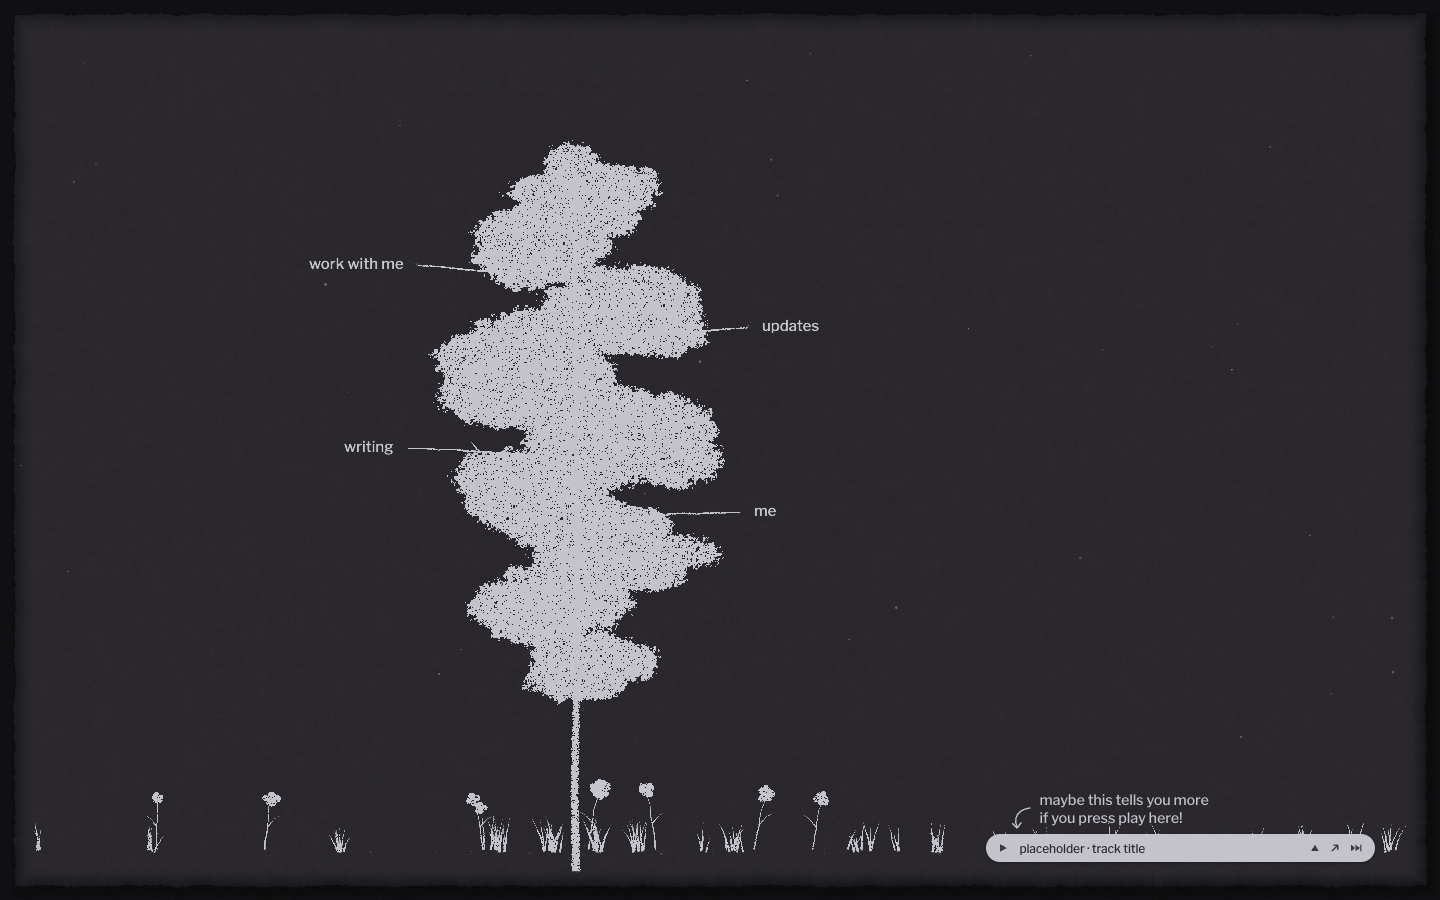 work with me
updates
writing
me
maybe this tells you more
if you press play here!
placeholder · track title